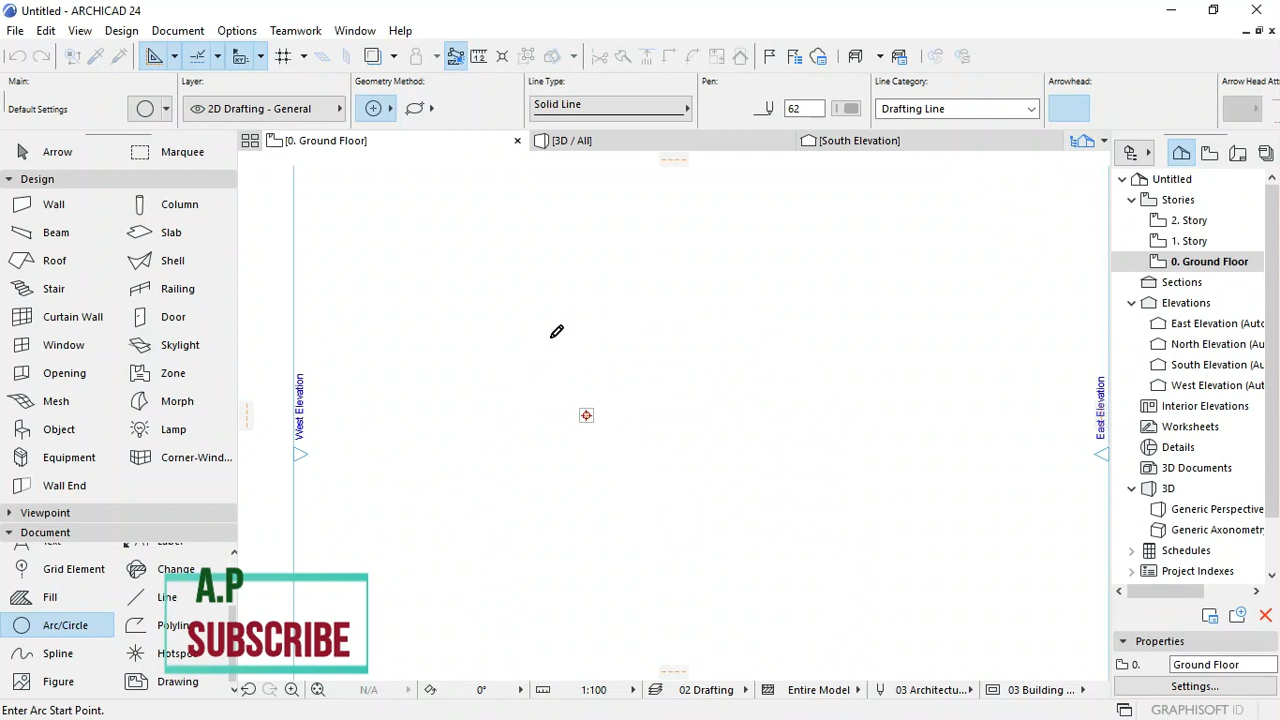 Untitled - ARCHICAD 24
File Edit View Design Document Options Teamwork Window Help
Main: Layer: Geometry Method: Line Type: Pen: Line Category: Arrowhead: Arrow Head
Default Settings 2D Drafting - General Solid Line 62 Drafting Line
[0. Ground Floor] [3D / All] [South Elevation]
Arrow Marquee
Design
Wall Column
Beam Slab
Roof Shell
Stair Railing
Curtain Wall Door
Window Skylight
Opening Zone
Mesh Morph
Object Lamp
Equipment Corner-Wind...
Wall End
Viewpoint
Document
Text Label
Grid Element Change
Fill Line
Arc/Circle
Spline
Figure Drawing
A.P
SUBSCRIBE
West Elevation
East Elevation
Untitled
Stories
2. Story
1. Story
0. Ground Floor
Sections
Elevations
East Elevation (Aut
North Elevation (Au
South Elevation (Au
West Elevation (Aut
Interior Elevations
Worksheets
Details
3D Documents
3D
Generic Perspective
Generic Axonometr
Schedules
Project Indexes
Properties
0. Ground Floor
Settings...
N/A 0° 1:100 02 Drafting Entire Model 03 Architectu... 03 Building ...
Enter Arc Start Point.
GRAPHISOFT ID